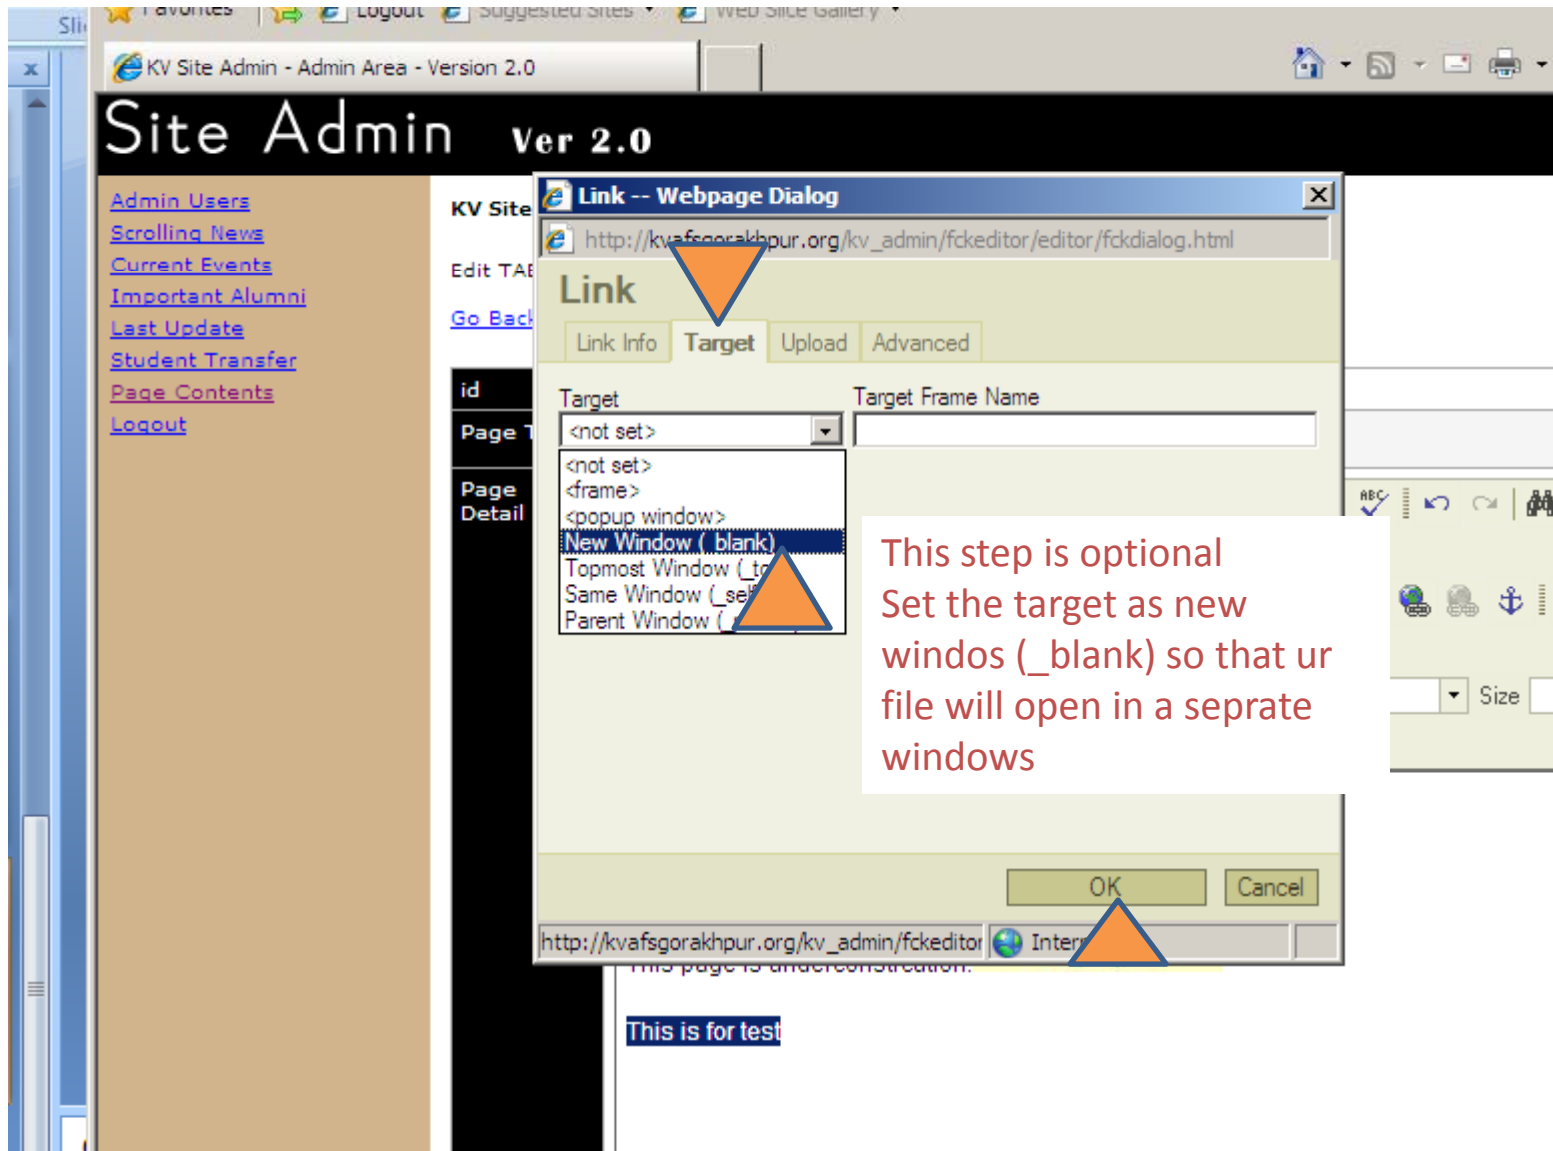 Favorites Logout Suggested Sites Web Slice Gallery
KV Site Admin - Admin Area - Version 2.0
Site Admin Ver 2.0
Admin Users
Scrolling News
Current Events
Important Alumni
Last Update
Student Transfer
Page Contents
Logout
KV Site
Edit
Go Back
id
Page
Page
Detail
Link -- Webpage Dialog
http://kvafsgorakhpur.org/kv_admin/fckeditor/editor/fckdialog.html
Link
Link Info Target Upload Advanced
Target Target Frame Name
<not set>
<not set>
<frame>
<popup window>
New Window (_blank)
Topmost Window
Same Window
Parent Window
This step is optional
Set the target as new
windos (_blank) so that ur
file will open in a seprate
windows
ABC
Size
OK Cancel
http://kvafsgorakhpur.org/kv_admin/fckeditor
This page is underconstreation.
This is for test